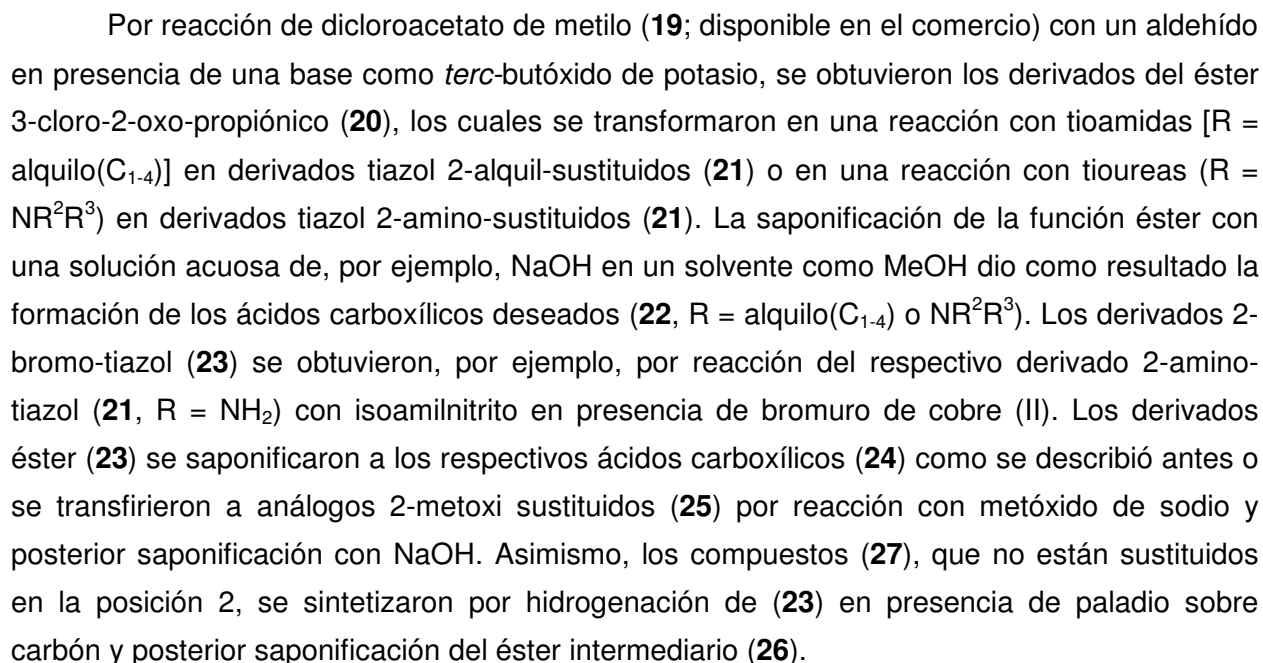 Por reacción de dicloroacetato de metilo (19; disponible en el comercio) con un aldehído
en presencia de una base como terc-butóxido de potasio, se obtuvieron los derivados del éster
3-cloro-2-oxo-propiónico (20), los cuales se transformaron en una reacción con tioamidas [R =
alquilo(C1-4)] en derivados tiazol 2-alquil-sustituidos (21) o en una reacción con tioureas (R =
NR²R³) en derivados tiazol 2-amino-sustituidos (21). La saponificación de la función éster con
una solución acuosa de, por ejemplo, NaOH en un solvente como MeOH dio como resultado la
formación de los ácidos carboxílicos deseados (22, R = alquilo(C1-4) o NR²R³). Los derivados 2-
bromo-tiazol (23) se obtuvieron, por ejemplo, por reacción del respectivo derivado 2-amino-
tiazol (21, R = NH₂) con isoamilnitrito en presencia de bromuro de cobre (II). Los derivados
éster (23) se saponificaron a los respectivos ácidos carboxílicos (24) como se describió antes o
se transfirieron a análogos 2-metoxi sustituidos (25) por reacción con metóxido de sodio y
posterior saponificación con NaOH. Asimismo, los compuestos (27), que no están sustituidos
en la posición 2, se sintetizaron por hidrogenación de (23) en presencia de paladio sobre
carbón y posterior saponificación del éster intermediario (26).